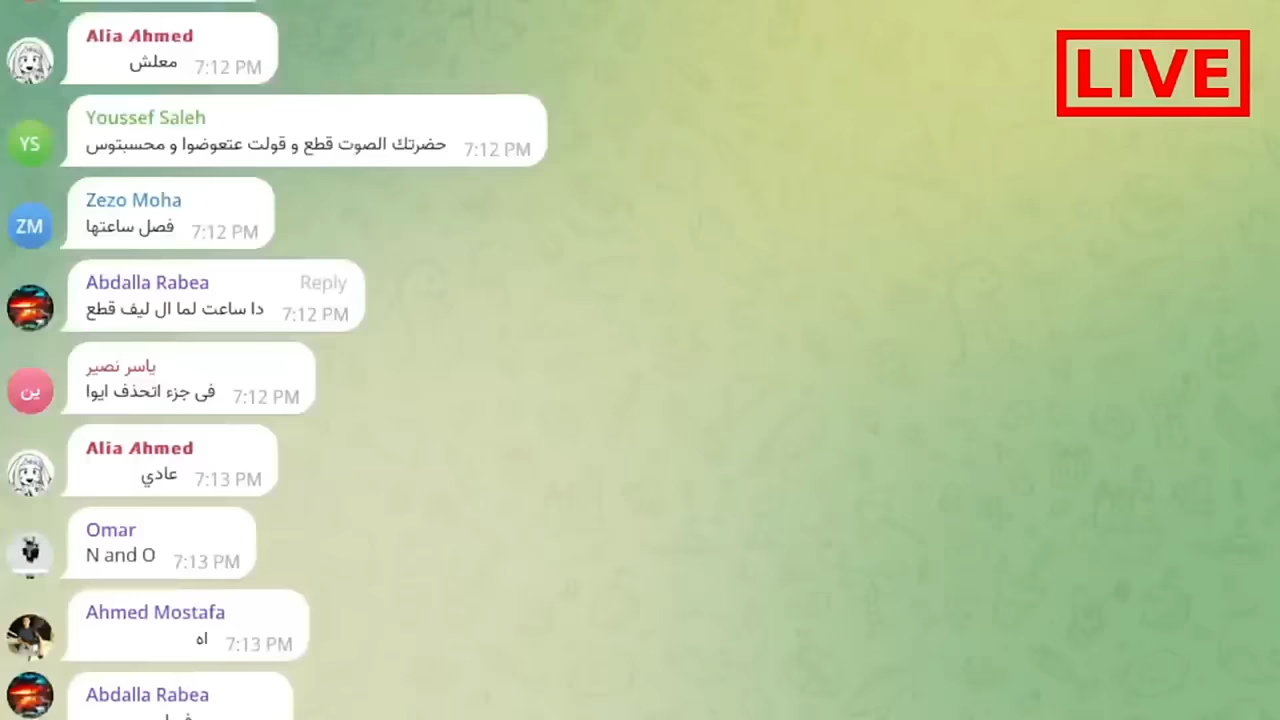 LIVE
Alia Ahmed
معلش 7:12 PM
YS
Youssef Saleh
حضرتك الصوت قطع و قولت عتعوضوا و محسبتوس 7:12 PM
ZM
Zezo Moha
فصل ساعتها 7:12 PM
Abdalla Rabea Reply
دا ساعت لما ال ليف قطع 7:12 PM
ين
ياسر نصير
فى جزء اتحذف ايوا 7:12 PM
Alia Ahmed
عادي 7:13 PM
Omar
N and O 7:13 PM
Ahmed Mostafa
اه 7:13 PM
Abdalla Rabea